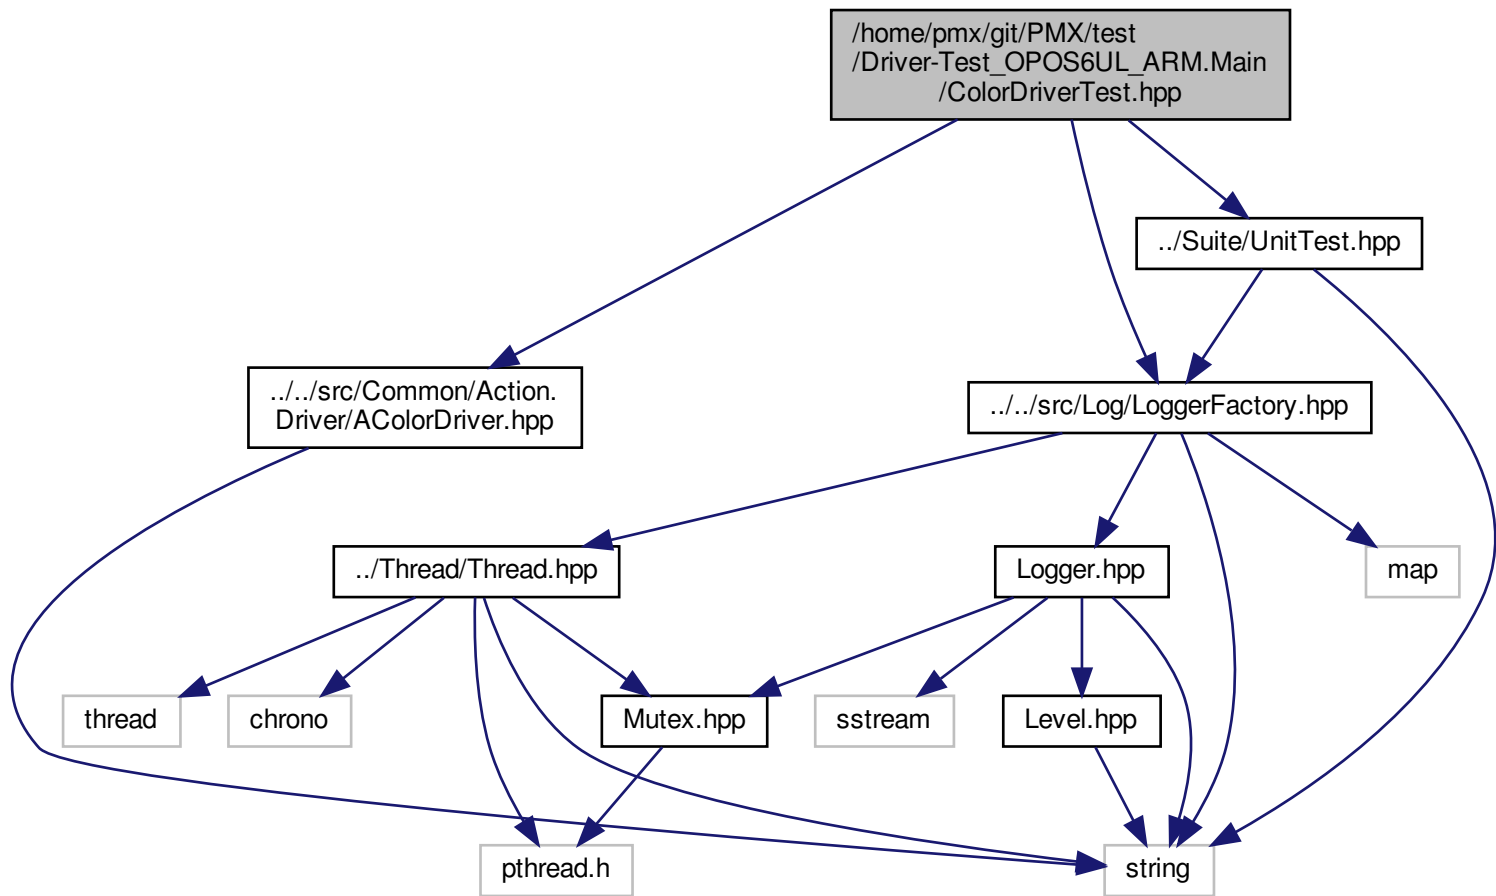 /home/pmx/git/PMX/test
/Driver-Test_OPOS6UL_ARM.Main
/ColorDriverTest.hpp
../Suite/UnitTest.hpp
../../src/Common/Action.
Driver/AColorDriver.hpp
../../src/Log/LoggerFactory.hpp
../Thread/Thread.hpp
Logger.hpp
map
thread
chrono
Mutex.hpp
sstream
Level.hpp
pthread.h
string